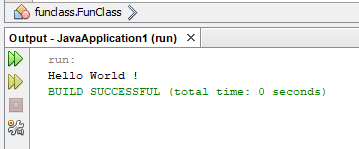 funclass.FunClass
Output - JavaApplication1 (run)
run:
Hello World !
BUILD SUCCESSFUL (total time: 0 seconds)